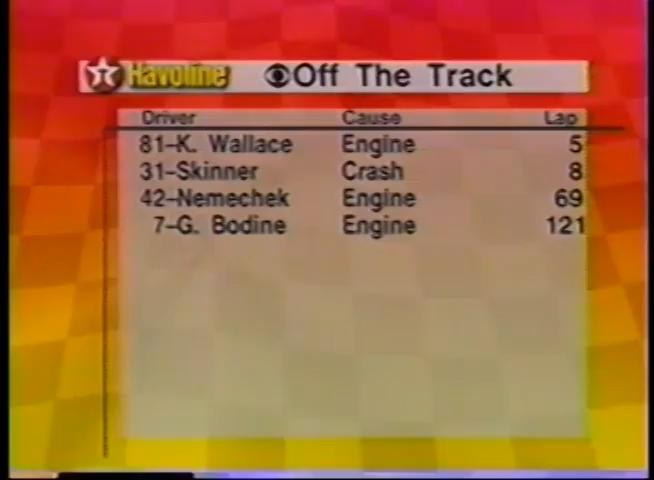 Havoline Off The Track
Driver Cause Lap
81-K. Wallace Engine 5
31-Skinner Crash 8
42-Nemechek Engine 69
7-G. Bodine Engine 121